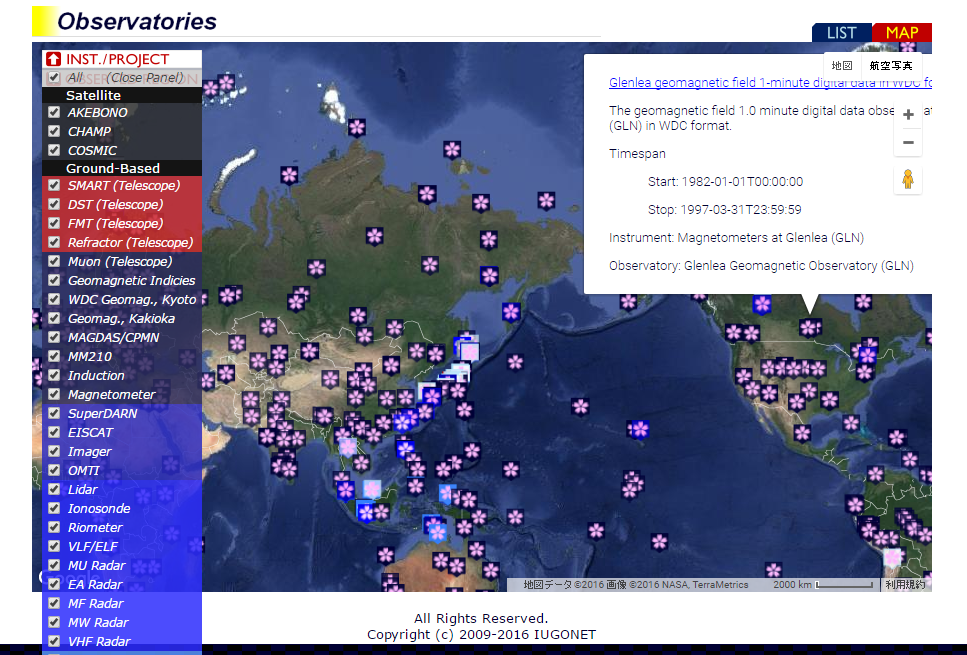 Observatories
LIST
MAP
INST./PROJECT
All (Close Panel)
Satellite
AKEBONO
CHAMP
COSMIC
Ground-Based
SMART (Telescope)
DST (Telescope)
FMT (Telescope)
Refractor (Telescope)
Muon (Telescope)
Geomagnetic Indicies
WDC Geomag., Kyoto
Geomag., Kakioka
MAGDAS/CPMN
MM210
Induction
Magnetometer
SuperDARN
EISCAT
Imager
OMTI
Lidar
Ionosonde
Riometer
VLF/ELF
MU Radar
EA Radar
MF Radar
MW Radar
VHF Radar
地図
航空写真
Glenlea geomagnetic field 1-minute digital data in WDC fo
The geomagnetic field 1.0 minute digital data obse
(GLN) in WDC format.
Timespan
Start: 1982-01-01T00:00:00
Stop: 1997-03-31T23:59:59
Instrument: Magnetometers at Glenlea (GLN)
Observatory: Glenlea Geomagnetic Observatory (GLN)
地図データ ©2016 画像 ©2016 NASA, TerraMetrics
2000 km
利用規約
All Rights Reserved.
Copyright (c) 2009-2016 IUGONET